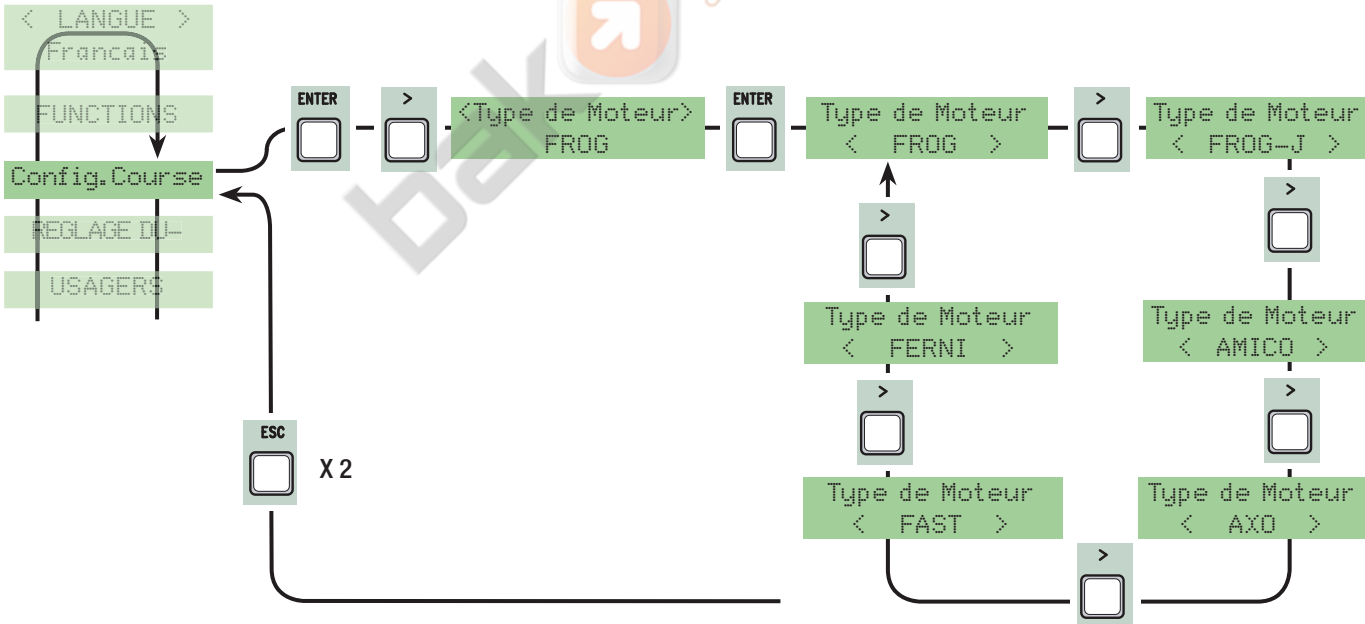 < LANGUE >
Francais
FUNCTIONS
Config.Course
REGLAGE DU-
USAGERS
ENTER
>
<Type de Moteur>
FROG
ENTER
Type de Moteur
< FROG >
>
Type de Moteur
< FROG-J >
>
Type de Moteur
< AMICO >
>
Type de Moteur
< AXO >
>
Type de Moteur
< FAST >
>
Type de Moteur
< FERNI >
>
ESC
X 2
bak